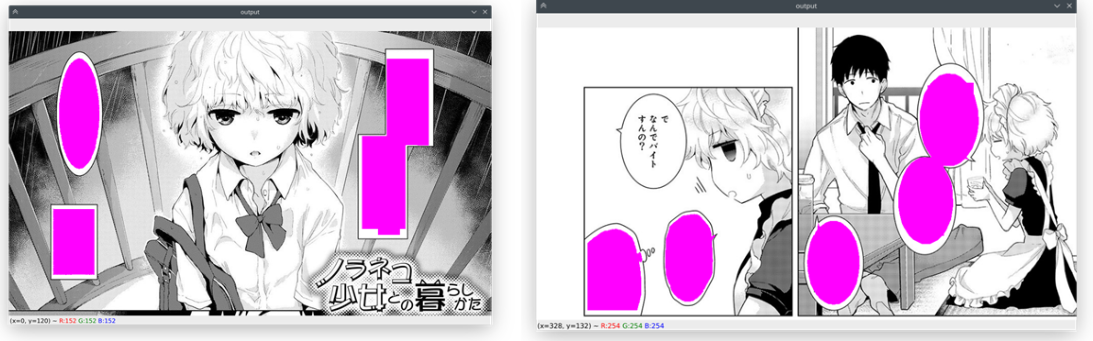 output
ノラネコ
少女との暮らし
かた
(x=0, y=120) ~ R:152 G:152 B:152
output
で
なんでバイト
すんの？
(x=328, y=132) ~ R:254 G:254 B:254